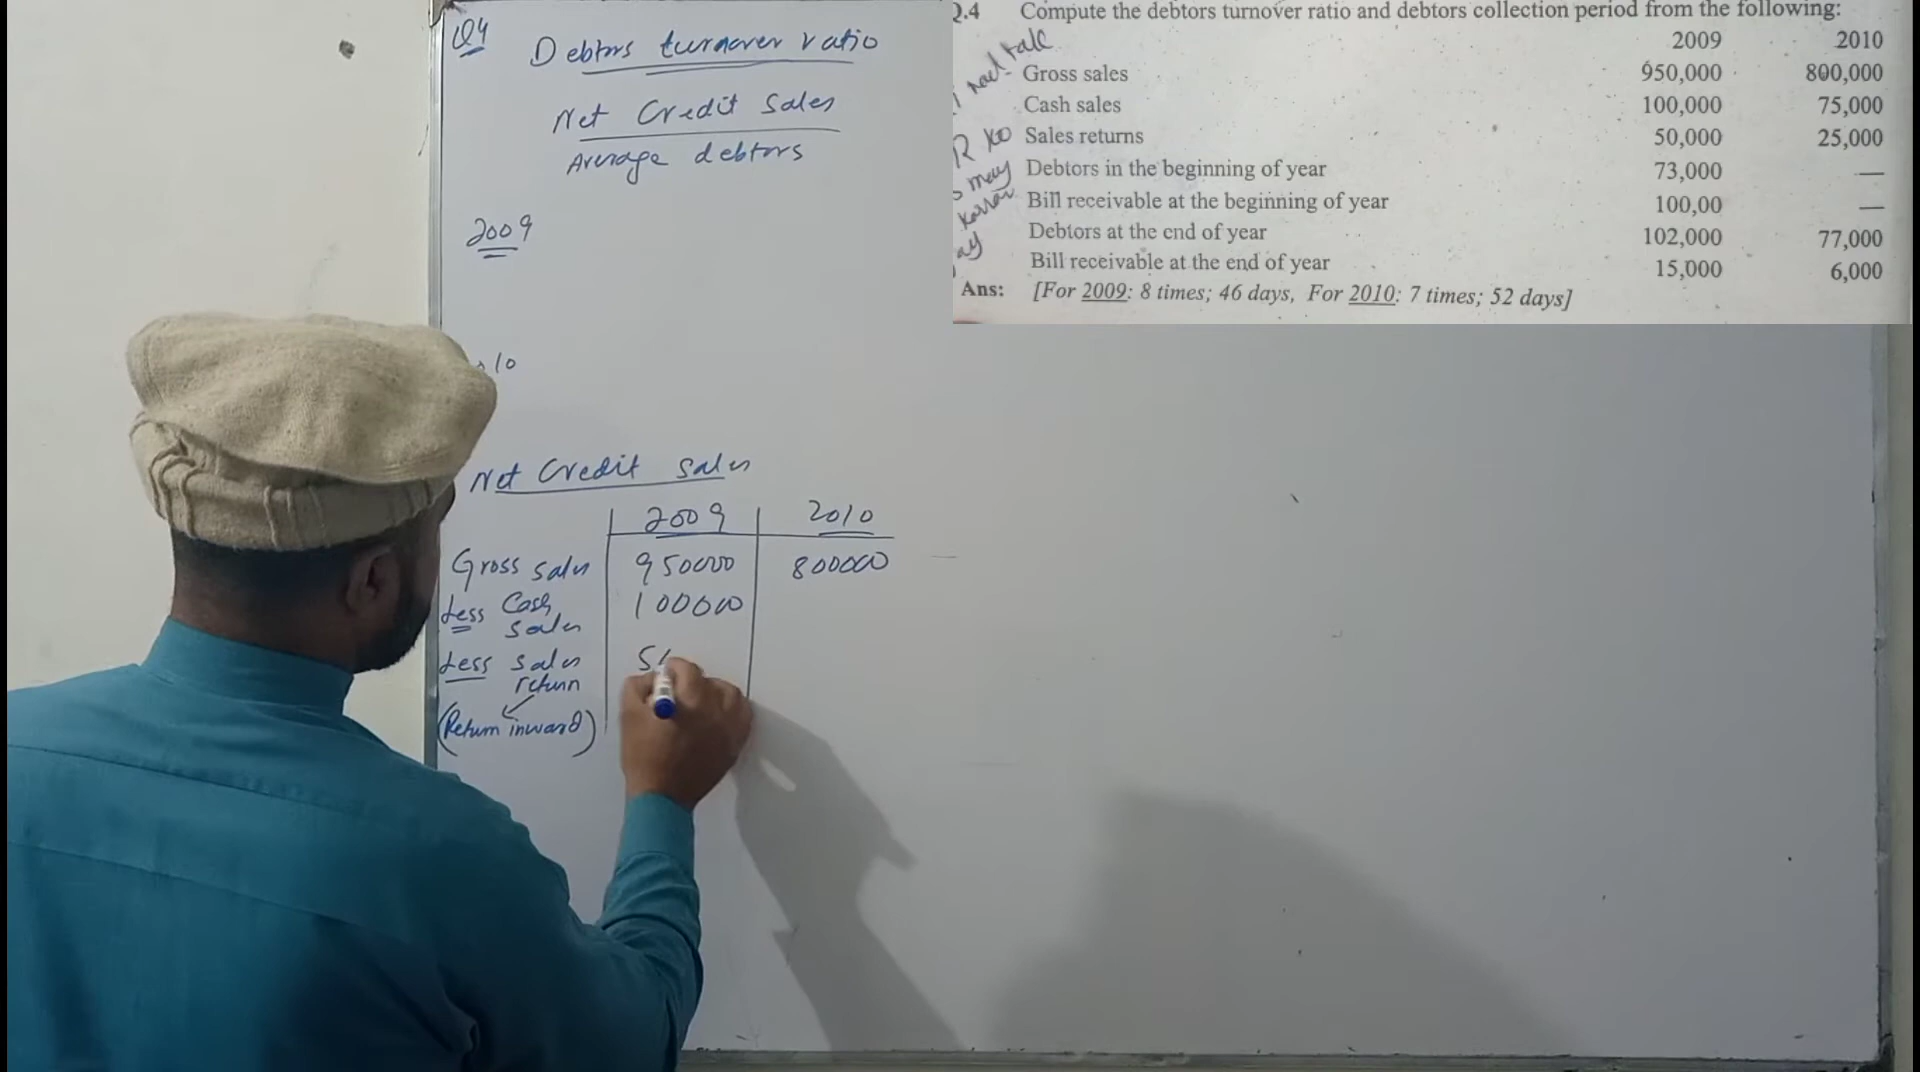 Q4
Debtors turnover ratio
Net Credit Sales
Average debtors
2009
10
Net Credit Sales
2009 2010
Gross sales 950000 800000
Less Cash sales 100000
Less Sales return 5
(Return inward)
Q.4 Compute the debtors turnover ratio and debtors collection period from the following:
2009 2010
Gross sales 950,000 800,000
Cash sales 100,000 75,000
Sales returns 50,000 25,000
Debtors in the beginning of year 73,000 —
Bill receivable at the beginning of year 100,00 —
Debtors at the end of year 102,000 77,000
Bill receivable at the end of year 15,000 6,000
Ans: [For 2009: 8 times; 46 days, For 2010: 7 times; 52 days]
may